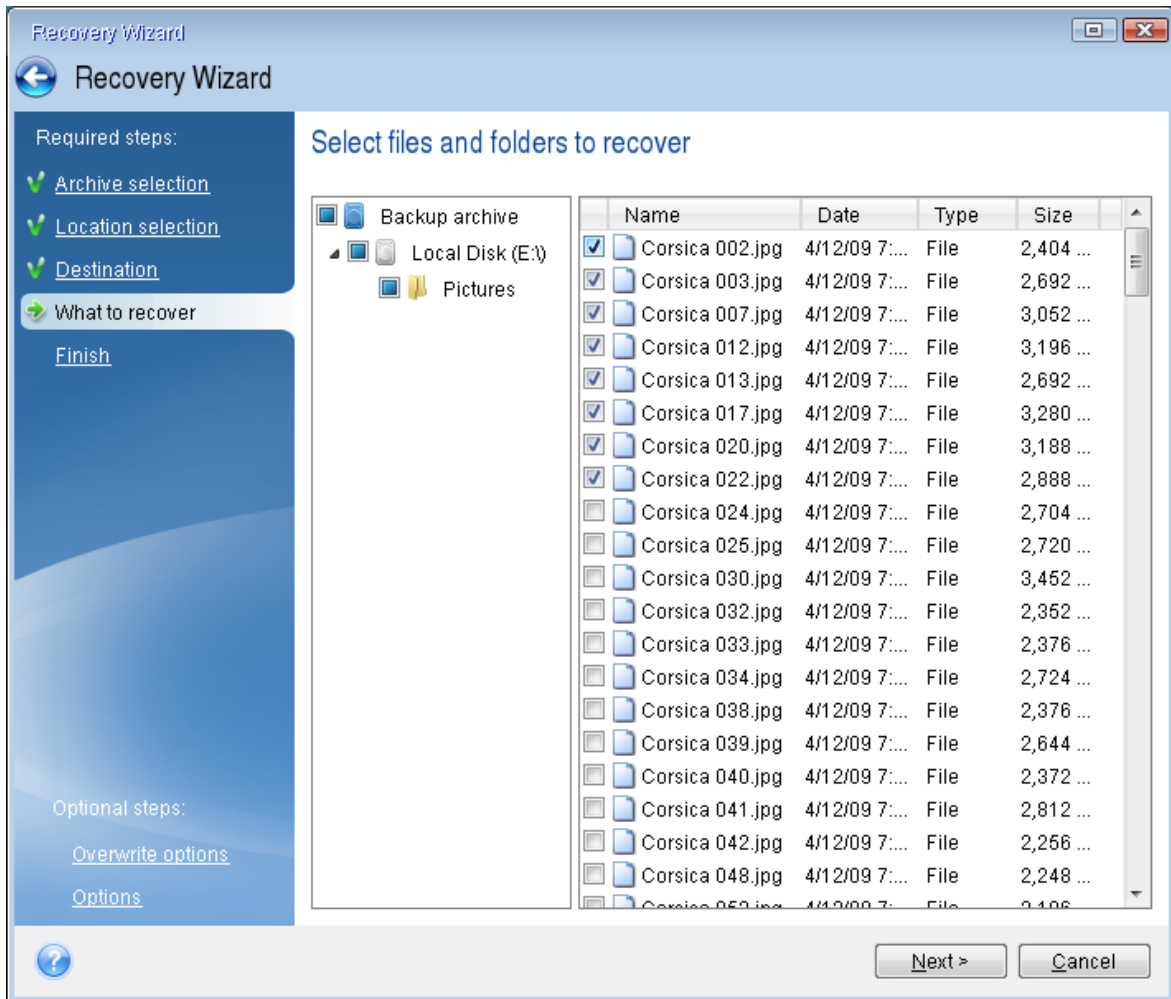 Recovery Wizard
Recovery Wizard
Required steps:
Archive selection
Location selection
Destination
What to recover
Finish
Optional steps:
Overwrite options
Options
Select files and folders to recover
Backup archive
Local Disk (E:\)
Pictures
Name Date Type Size
Corsica 002.jpg 4/12/09 7:... File 2,404 ...
Corsica 003.jpg 4/12/09 7:... File 2,692 ...
Corsica 007.jpg 4/12/09 7:... File 3,052 ...
Corsica 012.jpg 4/12/09 7:... File 3,196 ...
Corsica 013.jpg 4/12/09 7:... File 2,692 ...
Corsica 017.jpg 4/12/09 7:... File 3,280 ...
Corsica 020.jpg 4/12/09 7:... File 3,188 ...
Corsica 022.jpg 4/12/09 7:... File 2,888 ...
Corsica 024.jpg 4/12/09 7:... File 2,704 ...
Corsica 025.jpg 4/12/09 7:... File 2,720 ...
Corsica 030.jpg 4/12/09 7:... File 3,452 ...
Corsica 032.jpg 4/12/09 7:... File 2,352 ...
Corsica 033.jpg 4/12/09 7:... File 2,376 ...
Corsica 034.jpg 4/12/09 7:... File 2,724 ...
Corsica 038.jpg 4/12/09 7:... File 2,376 ...
Corsica 039.jpg 4/12/09 7:... File 2,644 ...
Corsica 040.jpg 4/12/09 7:... File 2,372 ...
Corsica 041.jpg 4/12/09 7:... File 2,812 ...
Corsica 042.jpg 4/12/09 7:... File 2,256 ...
Corsica 048.jpg 4/12/09 7:... File 2,248 ...
Next >
Cancel